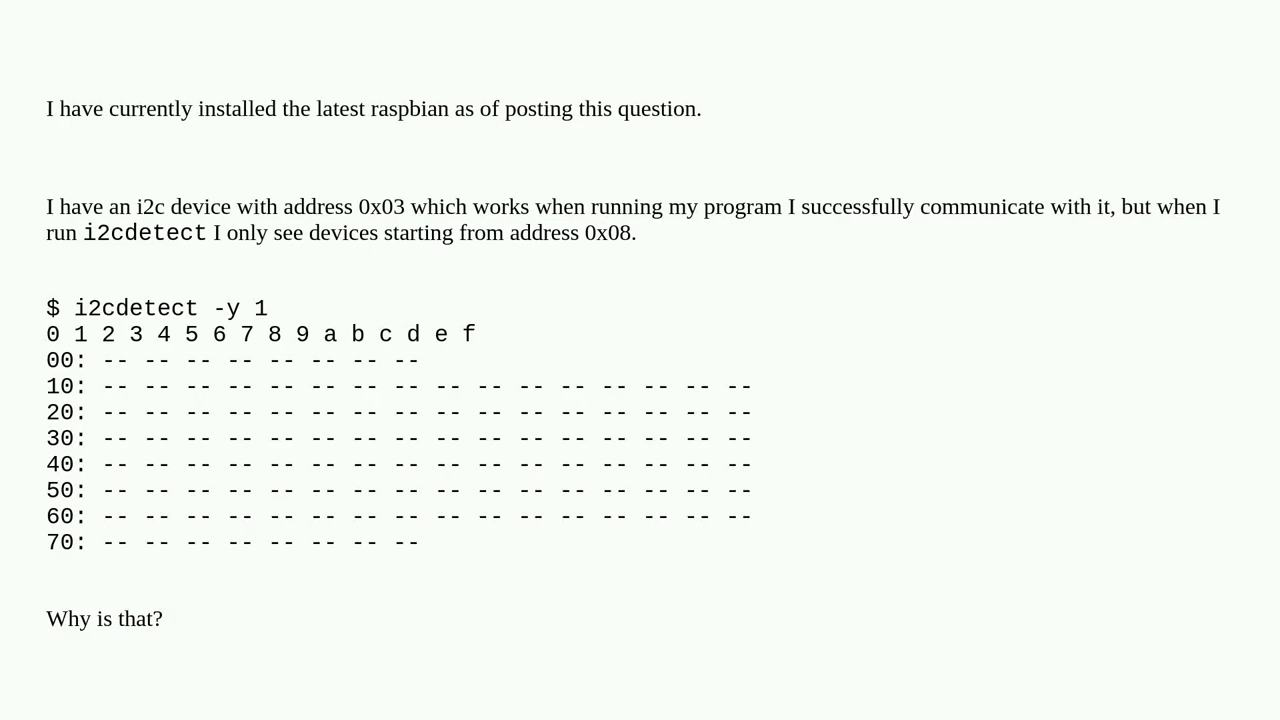 I have currently installed the latest raspbian as of posting this question.
I have an i2c device with address 0x03 which works when running my program I successfully communicate with it, but when I
run i2cdetect I only see devices starting from address 0x08.
$ i2cdetect -y 1
0 1 2 3 4 5 6 7 8 9 a b c d e f
00: -- -- -- -- -- -- -- --
10: -- -- -- -- -- -- -- -- -- -- -- -- -- -- -- --
20: -- -- -- -- -- -- -- -- -- -- -- -- -- -- -- --
30: -- -- -- -- -- -- -- -- -- -- -- -- -- -- -- --
40: -- -- -- -- -- -- -- -- -- -- -- -- -- -- -- --
50: -- -- -- -- -- -- -- -- -- -- -- -- -- -- -- --
60: -- -- -- -- -- -- -- -- -- -- -- -- -- -- -- --
70: -- -- -- -- -- -- -- --
Why is that?